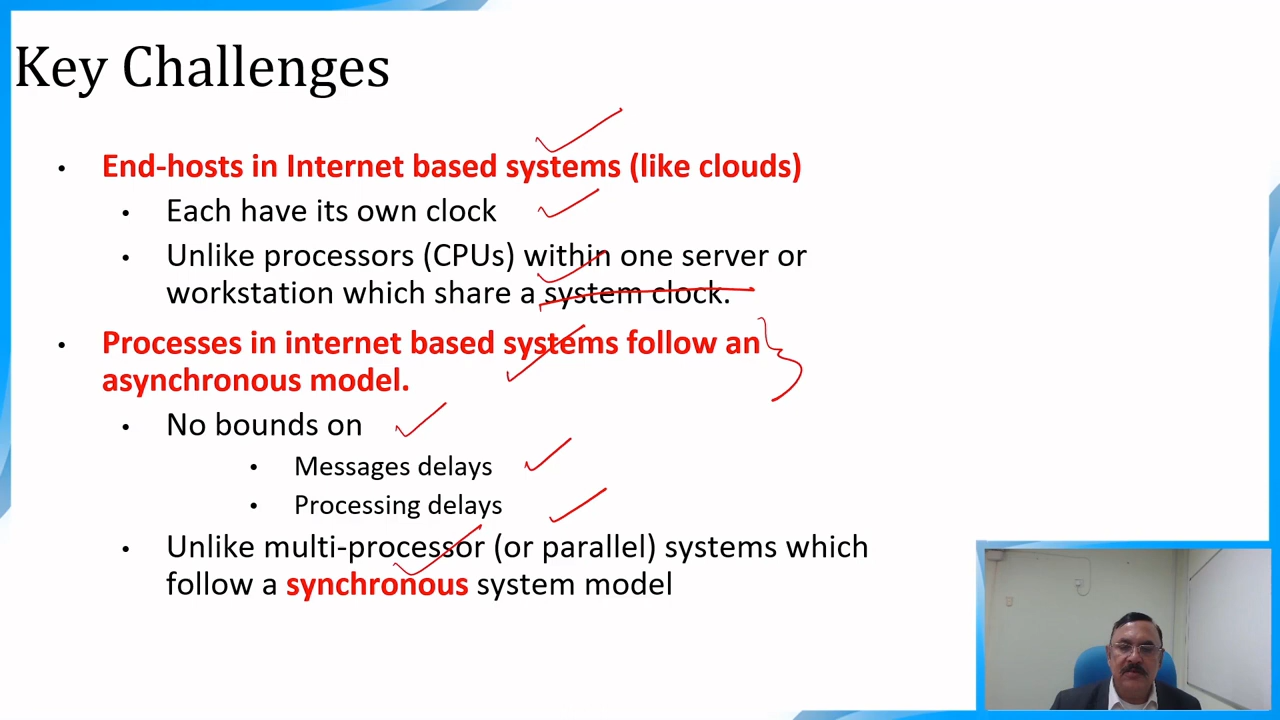 Key Challenges
• End-hosts in Internet based systems (like clouds)
• Each have its own clock
• Unlike processors (CPUs) within one server or
workstation which share a system clock.
• Processes in internet based systems follow an
asynchronous model.
• No bounds on
• Messages delays
• Processing delays
• Unlike multi-processor (or parallel) systems which
follow a synchronous system model